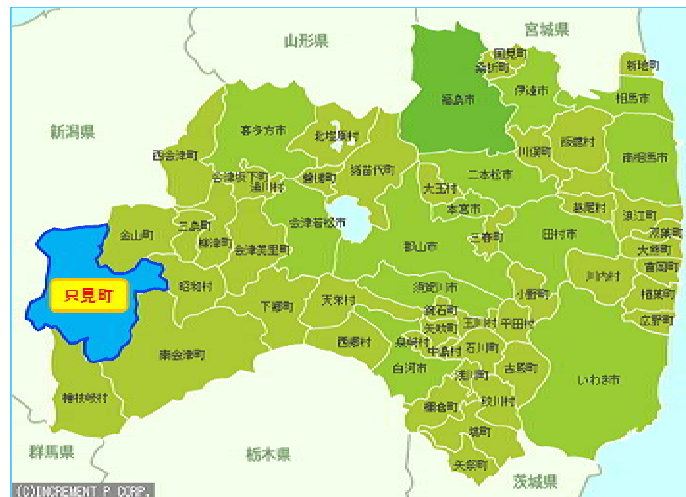 宮城県
山形県
国見町
桑折町
新地町
伊達市
福島市
相馬市
新潟県
喜多方市
北塩原村
飯舘村
川俣町
西会津町
猪苗代町
南相馬市
会津坂下町
湯川村
磐梯町
二本松市
大玉村
本宮市
葛尾村
浪江町
会津若松市
三島町
金山町
柳津町
会津美里町
郡山市
三春町
田村市
双葉町
大熊町
富岡町
川内村
楢葉町
広野町
只見町
昭和村
下郷町
天栄村
須賀川市
小野町
鏡石町
矢吹町
玉川村
平田村
西郷村
泉崎村
中島村
石川町
南会津町
白河市
浅川町
古殿町
いわき市
檜枝岐村
棚倉町
鮫川村
塙町
矢祭町
群馬県
栃木県
茨城県
(C)INCREMENT P CORP.